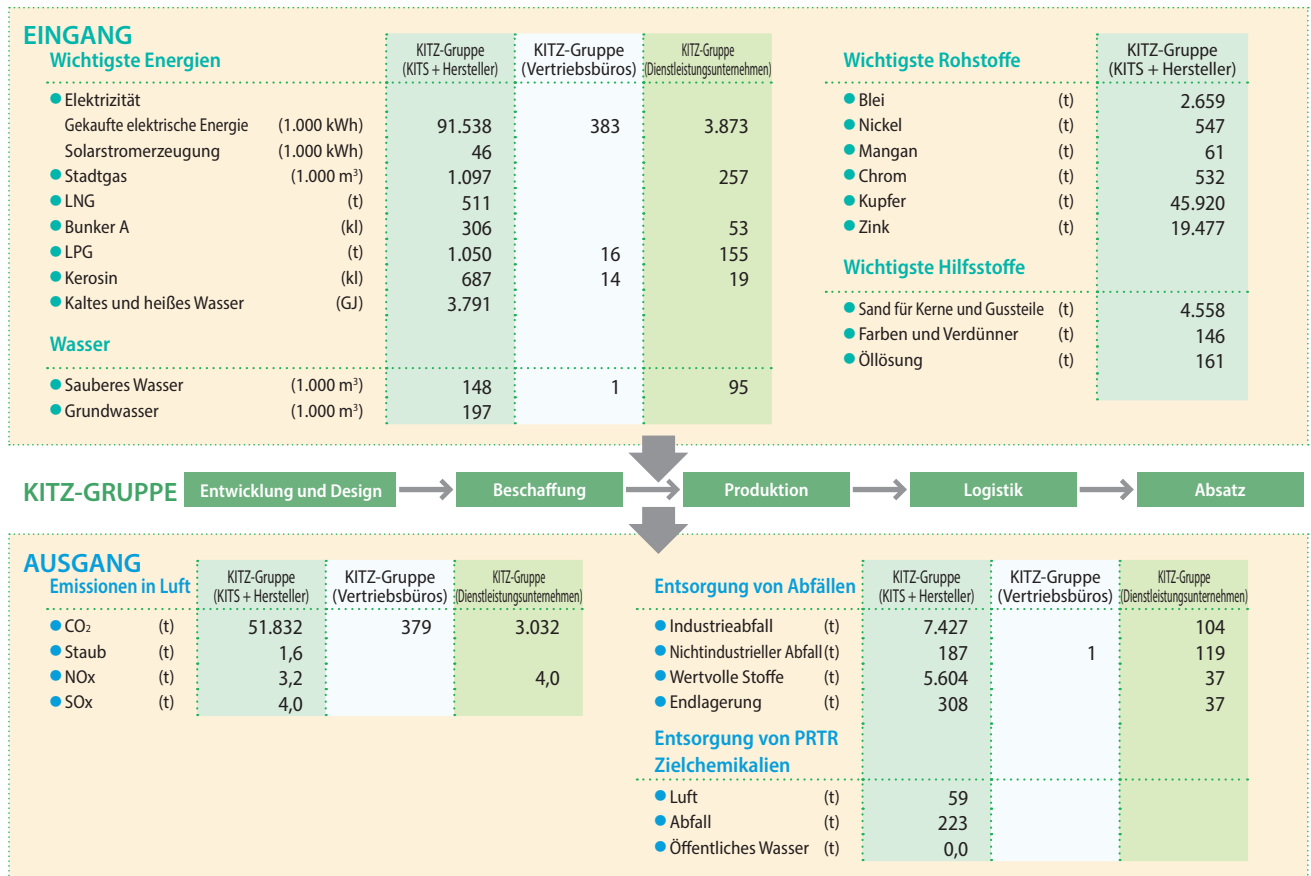 EINGANG
Wichtigste Energien
KITZ-Gruppe (KITS + Hersteller)
KITZ-Gruppe (Vertriebsbüros)
KITZ-Gruppe (Dienstleistungsunternehmen)
● Elektrizität
Gekaufte elektrische Energie (1.000 kWh) 91.538 383 3.873
Solarstromerzeugung (1.000 kWh) 46
● Stadtgas (1.000 m³) 1.097 257
● LNG (t) 511
● Bunker A (kl) 306 53
● LPG (t) 1.050 16 155
● Kerosin (kl) 687 14 19
● Kaltes und heißes Wasser (GJ) 3.791
Wasser
● Sauberes Wasser (1.000 m³) 148 1 95
● Grundwasser (1.000 m³) 197
Wichtigste Rohstoffe
KITZ-Gruppe (KITS + Hersteller)
● Blei (t) 2.659
● Nickel (t) 547
● Mangan (t) 61
● Chrom (t) 532
● Kupfer (t) 45.920
● Zink (t) 19.477
Wichtigste Hilfsstoffe
● Sand für Kerne und Gussteile (t) 4.558
● Farben und Verdünner (t) 146
● Öllösung (t) 161
KITZ-GRUPPE
Entwicklung und Design
Beschaffung
Produktion
Logistik
Absatz
AUSGANG
Emissionen in Luft
KITZ-Gruppe (KITS + Hersteller)
KITZ-Gruppe (Vertriebsbüros)
KITZ-Gruppe (Dienstleistungsunternehmen)
● CO₂ (t) 51.832 379 3.032
● Staub (t) 1,6
● NOx (t) 3,2 4,0
● SOx (t) 4,0
Entsorgung von Abfällen
KITZ-Gruppe (KITS + Hersteller)
KITZ-Gruppe (Vertriebsbüros)
KITZ-Gruppe (Dienstleistungsunternehmen)
● Industrieabfall (t) 7.427 104
● Nichtindustrieller Abfall (t) 187 1 119
● Wertvolle Stoffe (t) 5.604 37
● Endlagerung (t) 308 37
Entsorgung von PRTR
Zielchemikalien
● Luft (t) 59
● Abfall (t) 223
● Öffentliches Wasser (t) 0,0